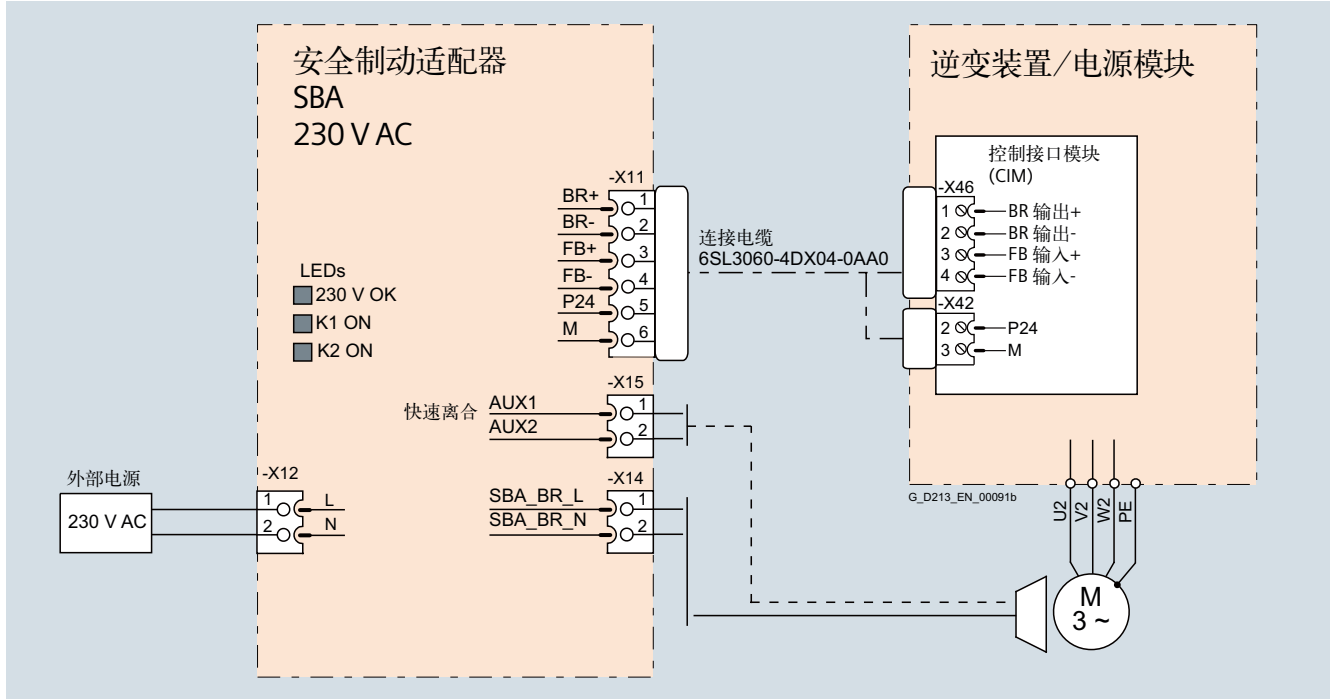 安全制动适配器
SBA
230 V AC
-X11
BR+
1
BR-
2
FB+
3
FB-
4
P24
5
M
6
LEDs
230 V OK
K1 ON
K2 ON
-X15
快速离合
AUX1
1
AUX2
2
-X14
SBA_BR_L
1
SBA_BR_N
2
外部电源
230 V AC
-X12
1
L
2
N
连接电缆
6SL3060-4DX04-0AA0
逆变装置/电源模块
控制接口模块
(CIM)
-X46
1
BR 输出+
2
BR 输出-
3
FB 输入+
4
FB 输入-
-X42
2
P24
3
M
G_D213_EN_00091b
U2
V2
W2
PE
M
3 ~